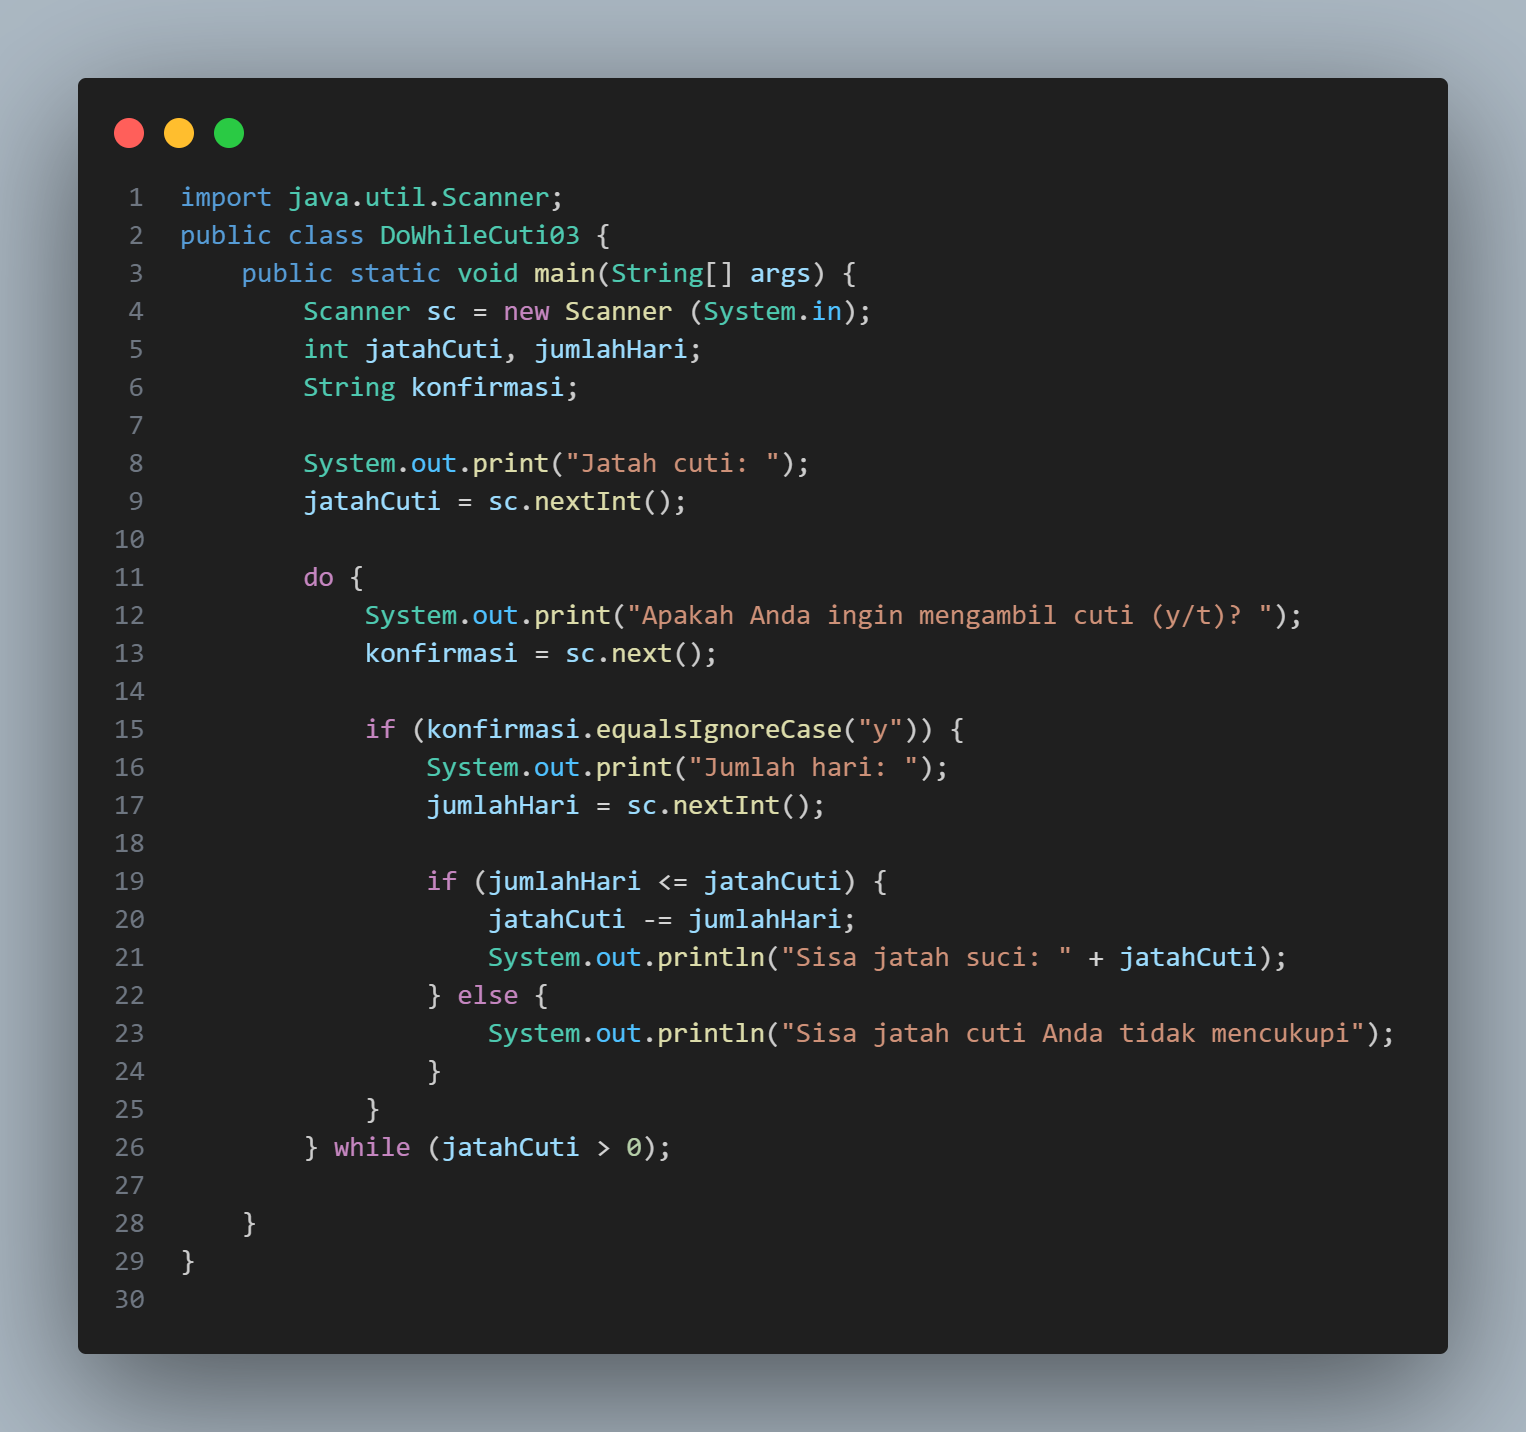 1 import java.util.Scanner;
2 public class DoWhileCuti03 {
3     public static void main(String[] args) {
4         Scanner sc = new Scanner (System.in);
5         int jatahCuti, jumlahHari;
6         String konfirmasi;
7
8         System.out.print("Jatah cuti: ");
9         jatahCuti = sc.nextInt();
10
11         do {
12             System.out.print("Apakah Anda ingin mengambil cuti (y/t)? ");
13             konfirmasi = sc.next();
14
15             if (konfirmasi.equalsIgnoreCase("y")) {
16                 System.out.print("Jumlah hari: ");
17                 jumlahHari = sc.nextInt();
18
19                 if (jumlahHari <= jatahCuti) {
20                     jatahCuti -= jumlahHari;
21                     System.out.println("Sisa jatah suci: " + jatahCuti);
22                 } else {
23                     System.out.println("Sisa jatah cuti Anda tidak mencukupi");
24                 }
25             }
26         } while (jatahCuti > 0);
27
28     }
29 }
30